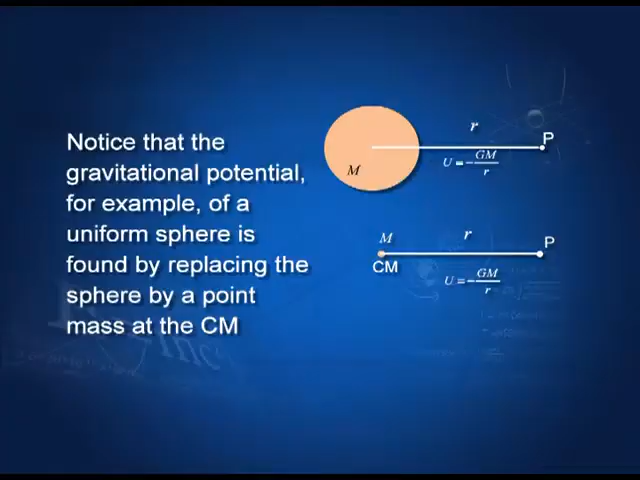 Notice that the
gravitational potential,
for example, of a
uniform sphere is
found by replacing the
sphere by a point
mass at the CM
r
P
M
U = -GM/r
M
r
P
CM
U = -GM/r